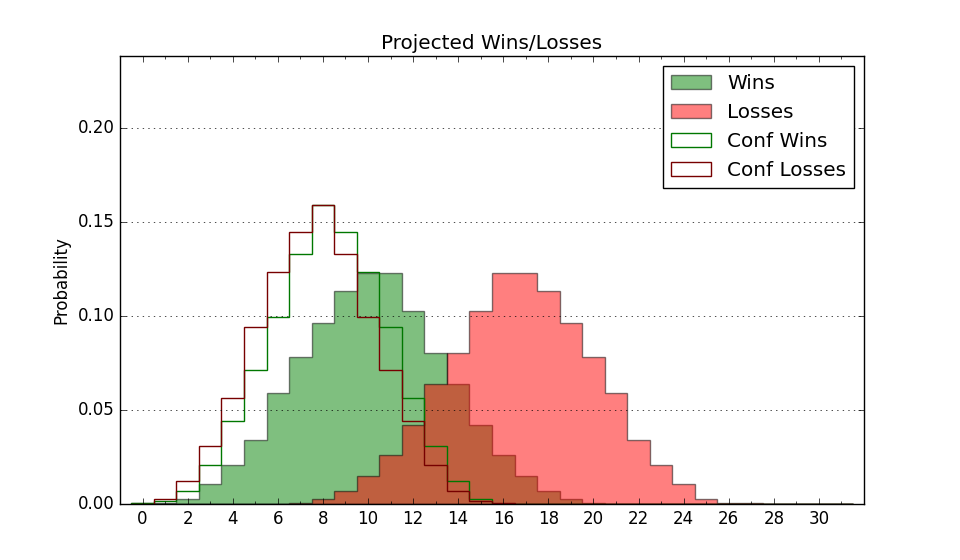 Projected Wins/Losses
Wins
Losses
Conf Wins
Conf Losses
Probability
0.20
0.15
0.10
0.05
0.00
0 2 4 6 8 10 12 14 16 18 20 22 24 26 28 30